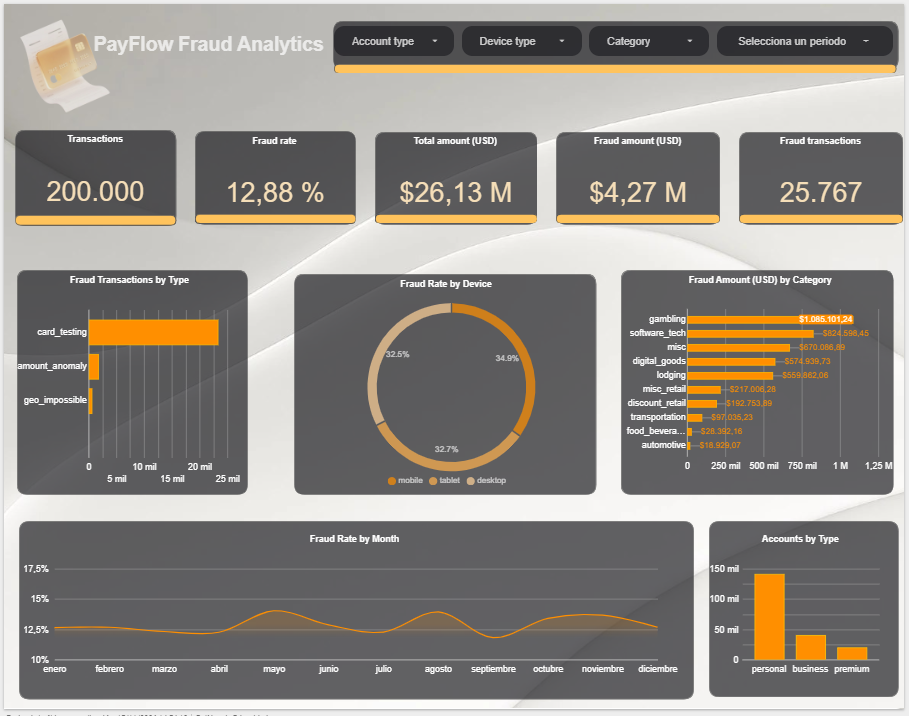 PayFlow Fraud Analytics
Account type
Device type
Category
Selecciona un periodo
Transactions
200.000
Fraud rate
12,88 %
Total amount (USD)
$26,13 M
Fraud amount (USD)
$4,27 M
Fraud transactions
25.767
Fraud Transactions by Type
card_testing
amount_anomaly
geo_impossible
0
10 mil
20 mil
5 mil
15 mil
25 mil
Fraud Rate by Device
32.5%
34.9%
32.7%
mobile
tablet
desktop
Fraud Amount (USD) by Category
gambling
$1.085.101,24
software_tech
$824.598,45
misc
$670.086,89
digital_goods
$574.939,73
lodging
$559.882,08
misc_retail
$217.006,28
discount_retail
$192.753,89
transportation
$97.035,23
food_bevera...
$28.392,16
automotive
$18.929,07
0
250 mil
500 mil
750 mil
1 M
1,25 M
Fraud Rate by Month
17,5%
15%
12,5%
10%
enero
febrero
marzo
abril
mayo
junio
julio
agosto
septiembre
octubre
noviembre
diciembre
Accounts by Type
150 mil
100 mil
50 mil
0
personal
business
premium